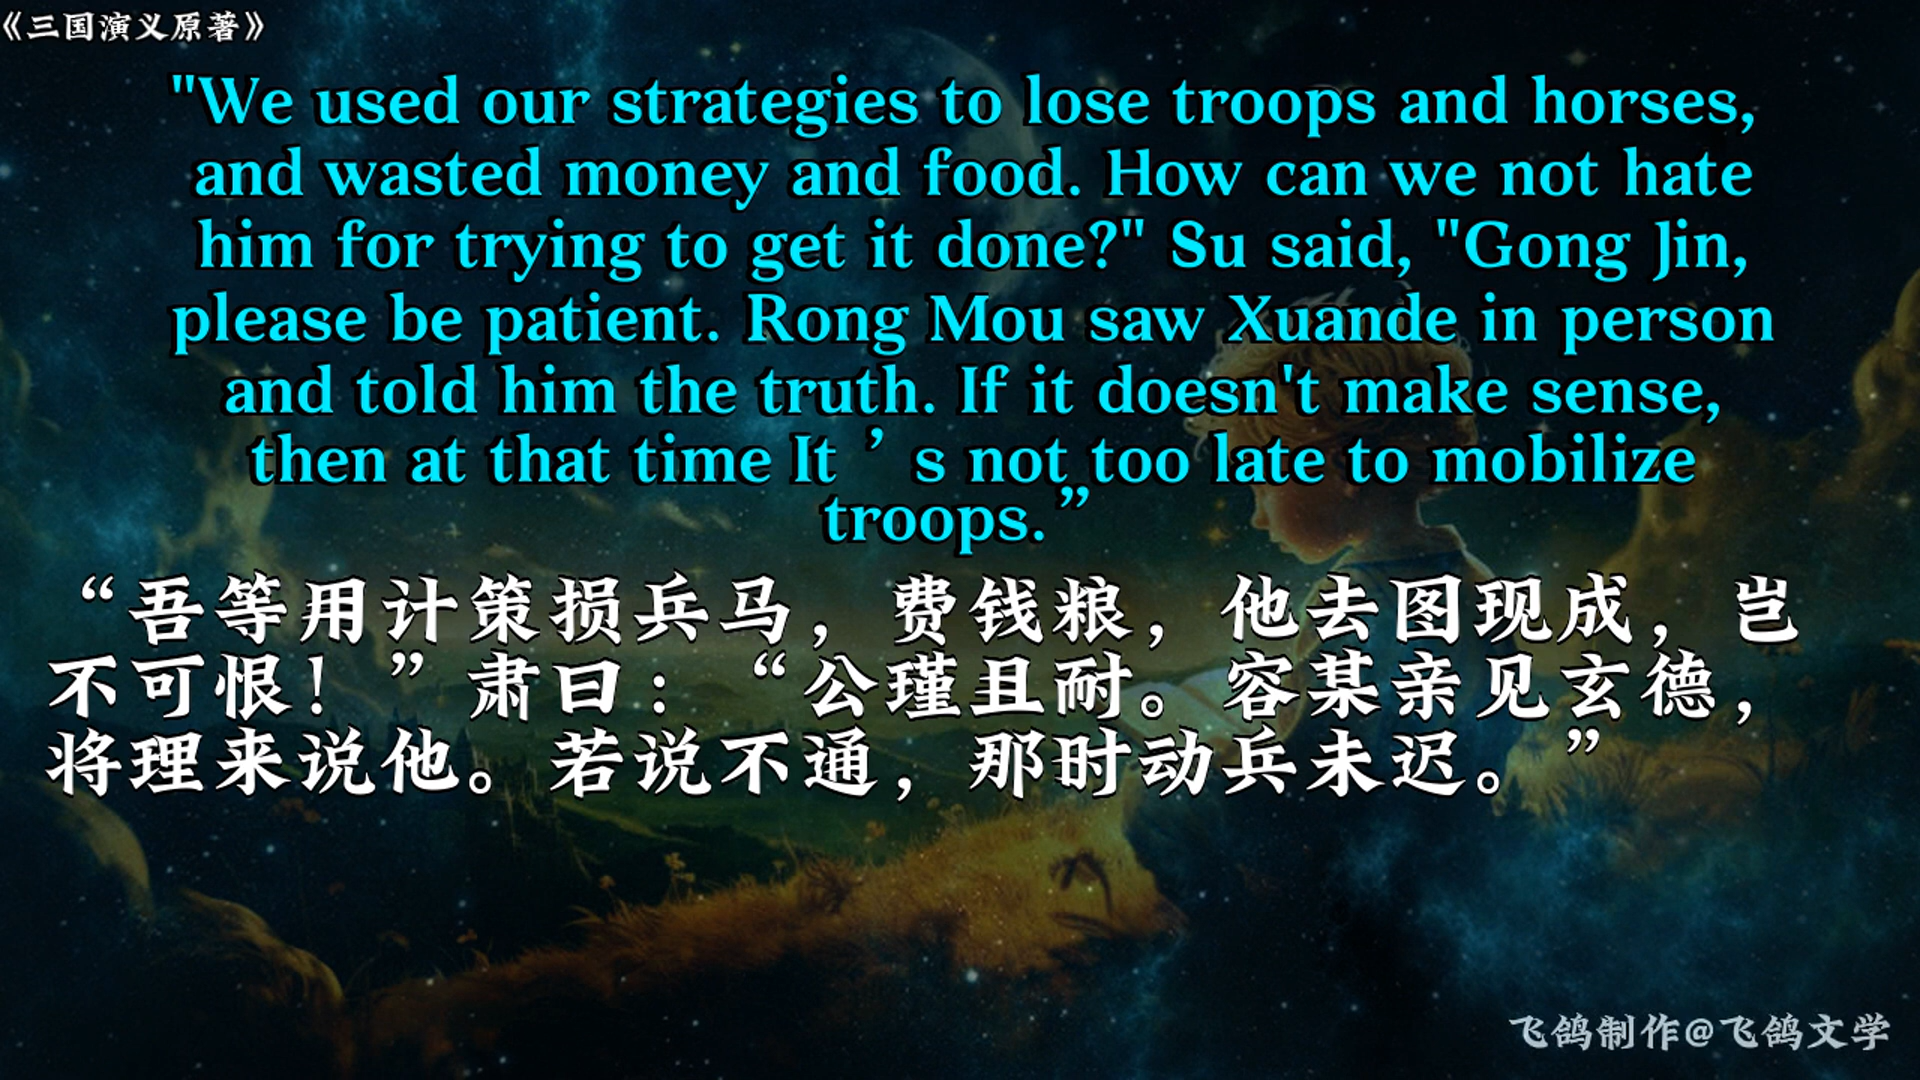 《三国演义原著》
"We used our strategies to lose troops and horses,
and wasted money and food. How can we not hate
him for trying to get it done?" Su said, "Gong Jin,
please be patient. Rong Mou saw Xuande in person
and told him the truth. If it doesn't make sense,
then at that time It ’ s not too late to mobilize
troops.”
“吾等用计策损兵马，费钱粮，他去图现成，岂
不可恨！”肃曰：“公瑾且耐。容某亲见玄德，
将理来说他。若说不通，那时动兵未迟。”
飞鸽制作@飞鸽文学